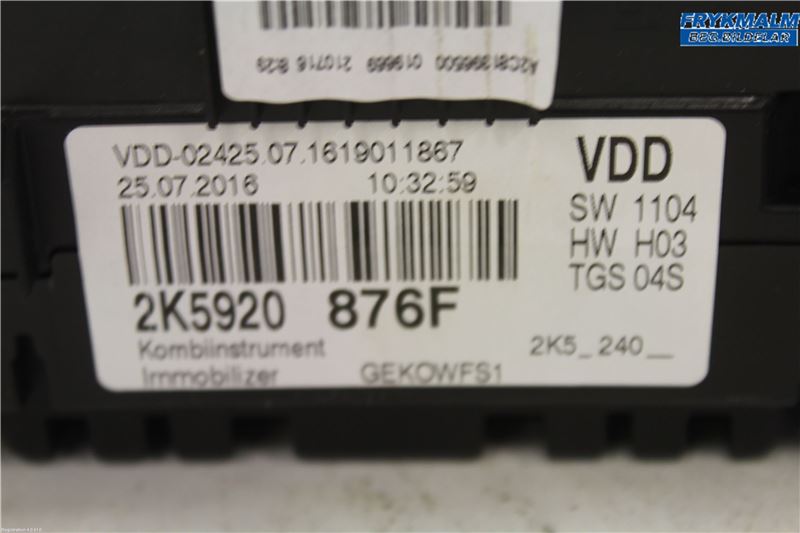 FRYKMALM
BEG.BILDELAR
A2C81396500 019669 210716 8:29
VDD-02425.07.1619011867
25.07.2016 10:32:59
VDD
SW 1104
HW H03
TGS 04S
2K5920 876F
Kombiinstrument
Immobilizer GEKOWFS1
2K5_240__